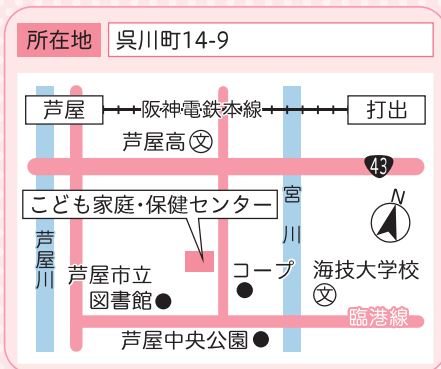 所在地 呉川町14-9
芦屋 阪神電鉄本線 打出
芦屋高文
43
N
こども家庭・保健センター
宮川
芦屋川
芦屋市立
図書館
コープ
海技大学校
文
臨港線
芦屋中央公園